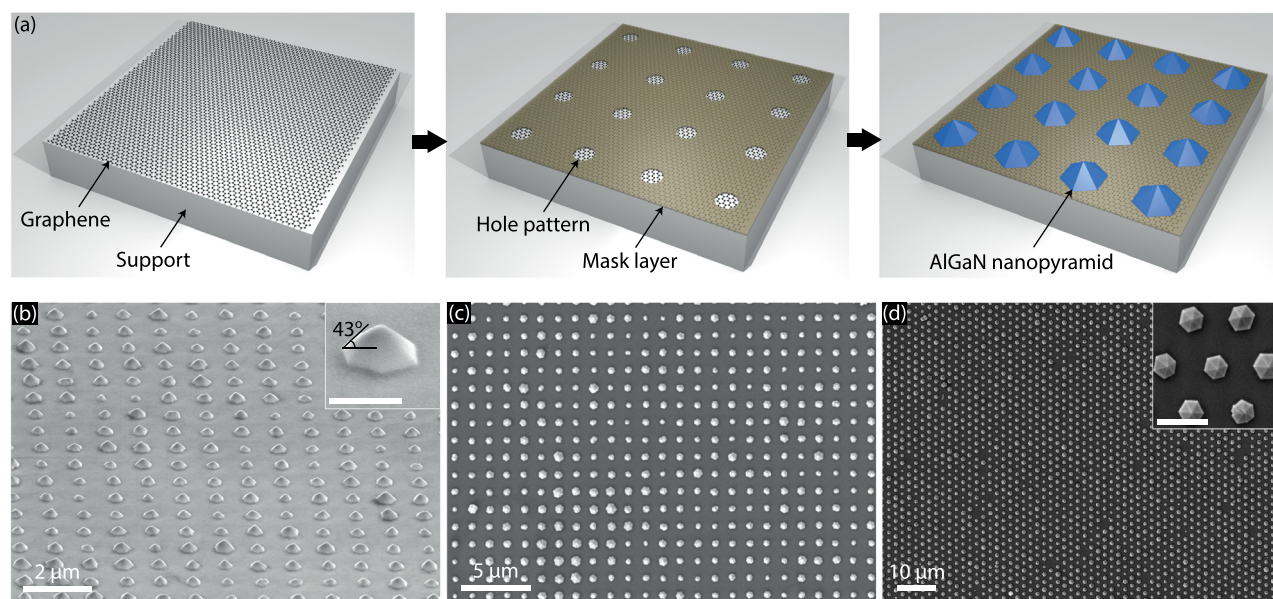 (a)
Graphene
Support
Hole pattern
Mask layer
AlGaN nanopyramid
(b)
43°
2 μm
(c)
5 μm
(d)
10 μm